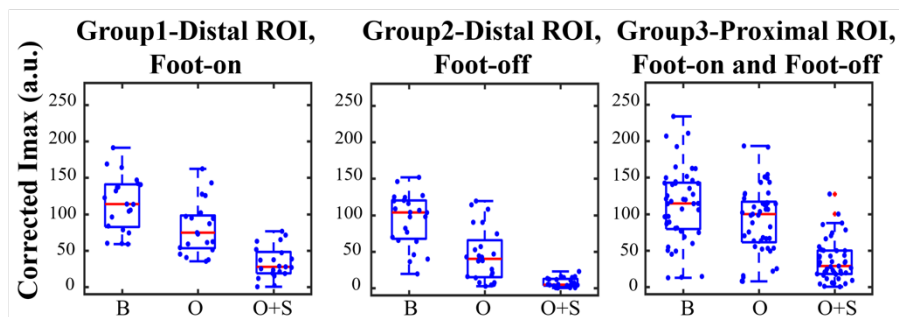 Group1-Distal ROI,
Foot-on
Group2-Distal ROI,
Foot-off
Group3-Proximal ROI,
Foot-on and Foot-off
Corrected Imax (a.u.)
250
200
150
100
50
0
B O O+S
250
200
150
100
50
0
B O O+S
250
200
150
100
50
0
B O O+S